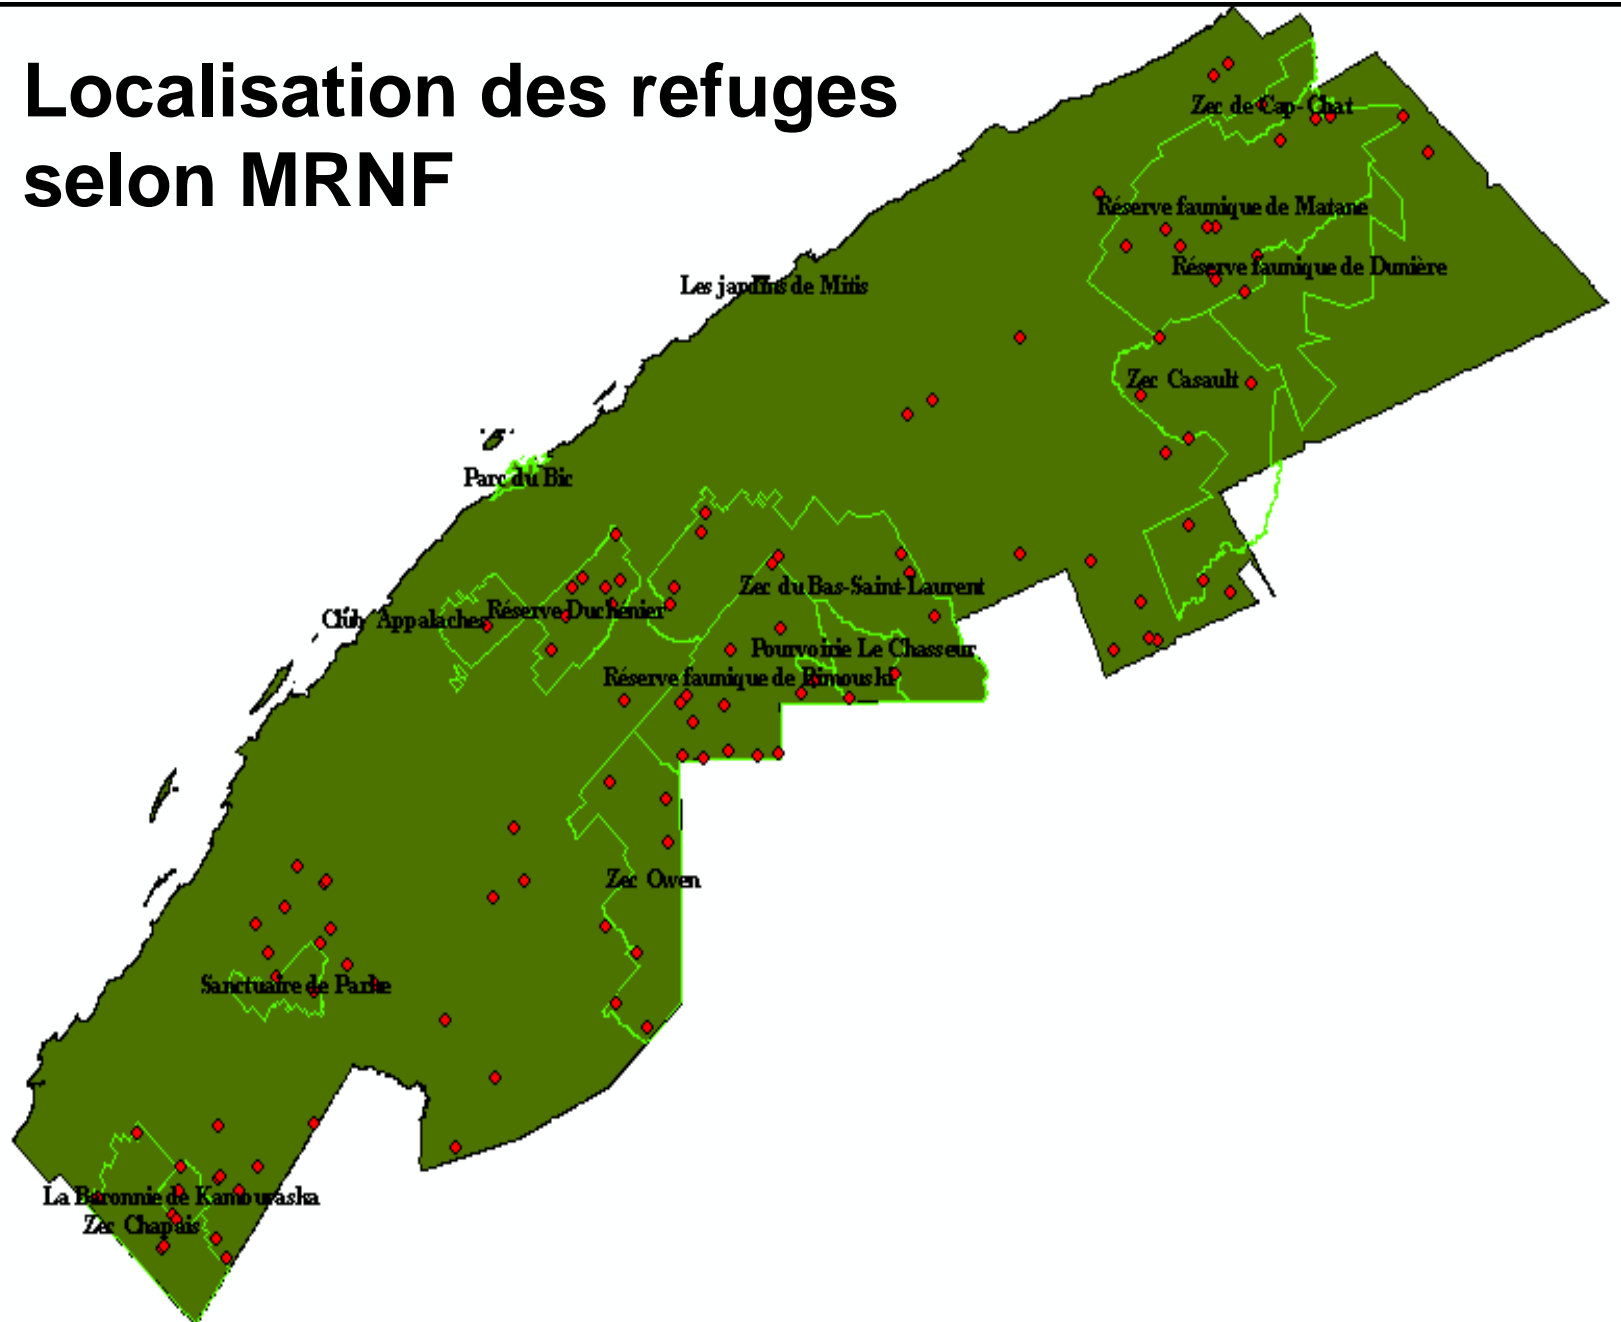 Localisation des refuges
selon MRNF
Zec de Cap-Chat
Réserve faunique de Matane
Réserve faunique de Dunière
Les jardins de Mitis
Zec Casault
Parc du Bic
Zec du Bas-Saint-Laurent
Réserve Duchénier
Club Appalaches
Pourvoirie Le Chasseur
Réserve faunique de Rimouski
Zec Owen
Sanctuaire de Parke
La Baronnie de Kamouraska
Zec Chapais